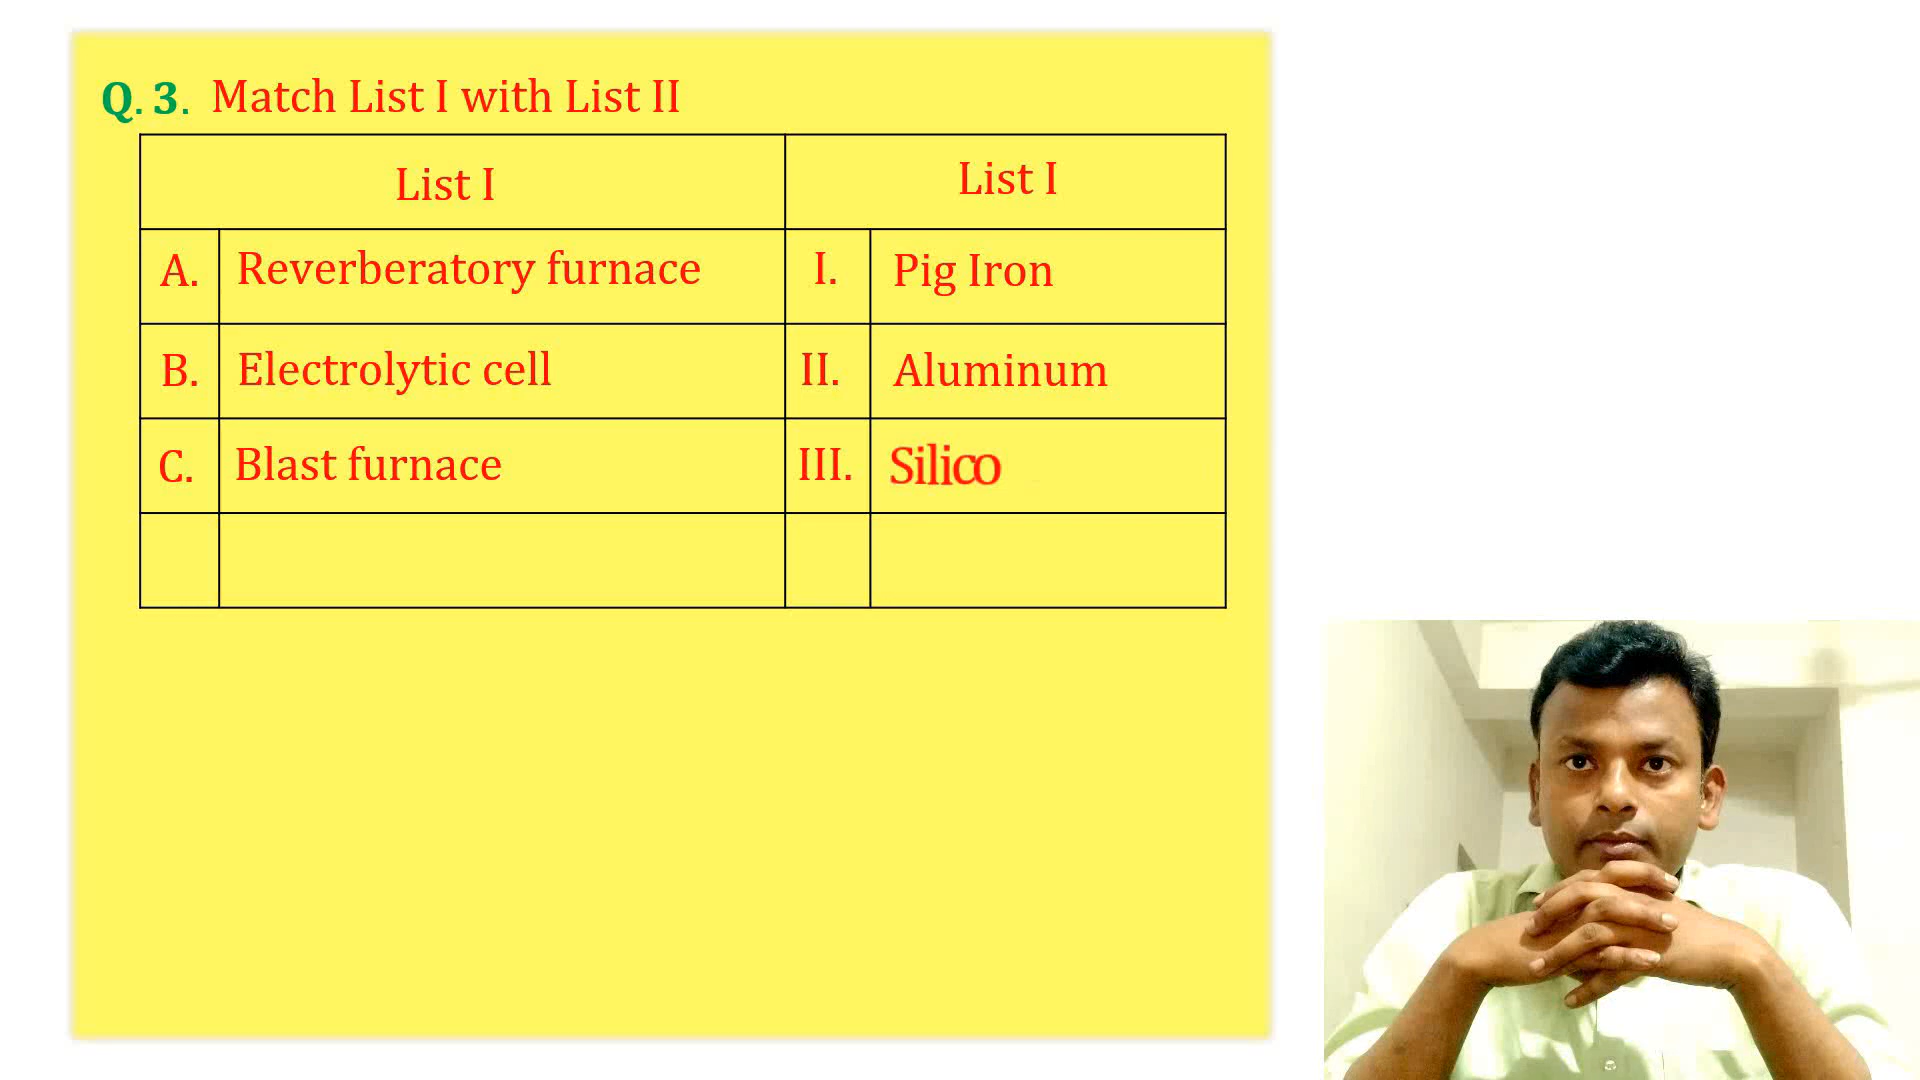 Q. 3. Match List I with List II
List I List I
A. Reverberatory furnace I. Pig Iron
B. Electrolytic cell II. Aluminum
C. Blast furnace III. Silico